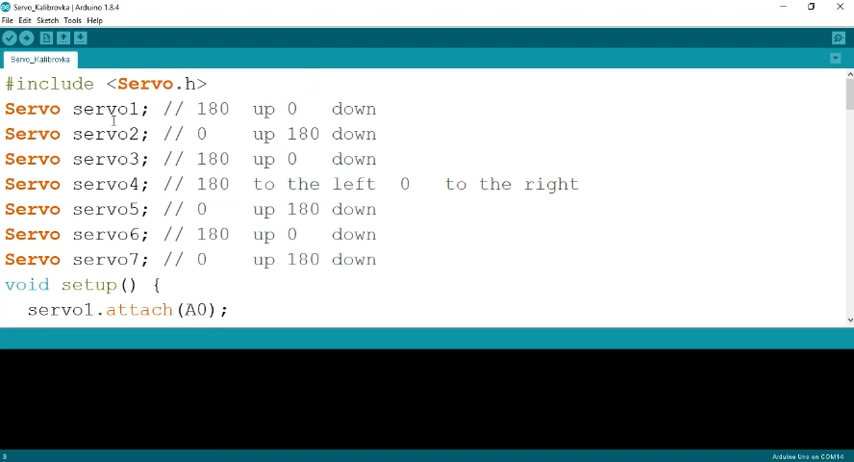 Servo_Kalibrovka | Arduino 1.8.4
File Edit Sketch Tools Help
Servo_Kalibrovka
#include <Servo.h>
Servo servo1; // 180 up 0 down
Servo servo2; // 0 up 180 down
Servo servo3; // 180 up 0 down
Servo servo4; // 180 to the left 0 to the right
Servo servo5; // 0 up 180 down
Servo servo6; // 180 up 0 down
Servo servo7; // 0 up 180 down
void setup() {
servo1.attach(A0);
3 Arduino Uno on COM14